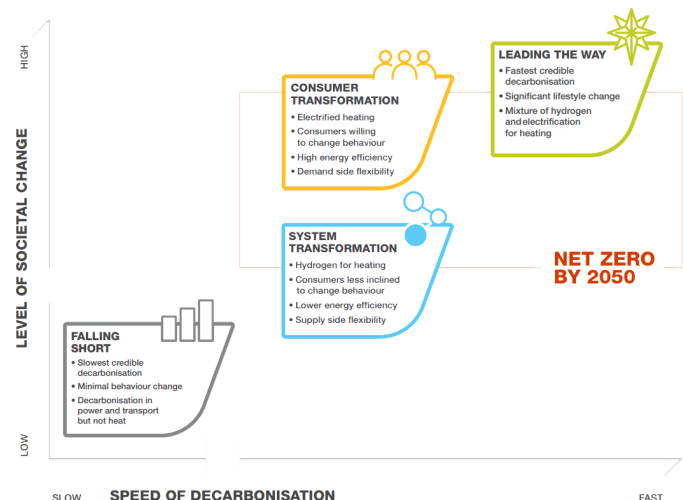 HIGH
LEVEL OF SOCIETAL CHANGE
LOW
LEADING THE WAY
• Fastest credible
decarbonisation
• Significant lifestyle change
• Mixture of hydrogen
and electrification
for heating
CONSUMER
TRANSFORMATION
• Electrified heating
• Consumers willing
to change behaviour
• High energy efficiency
• Demand side flexibility
SYSTEM
TRANSFORMATION
• Hydrogen for heating
• Consumers less inclined
to change behaviour
• Lower energy efficiency
• Supply side flexibility
NET ZERO
BY 2050
FALLING
SHORT
• Slowest credible
decarbonisation
• Minimal behaviour change
• Decarbonisation in
power and transport
but not heat
SLOW
SPEED OF DECARBONISATION
FAST